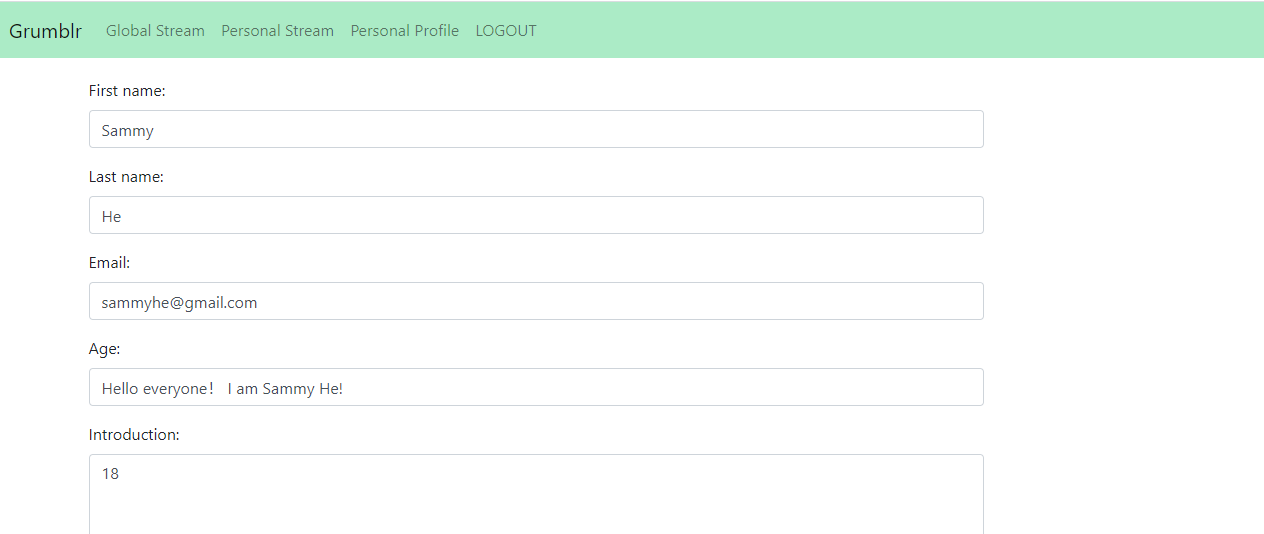 Grumblr Global Stream Personal Stream Personal Profile LOGOUT
First name:
Sammy
Last name:
He
Email:
sammyhe@gmail.com
Age:
Hello everyone！ I am Sammy He!
Introduction:
18